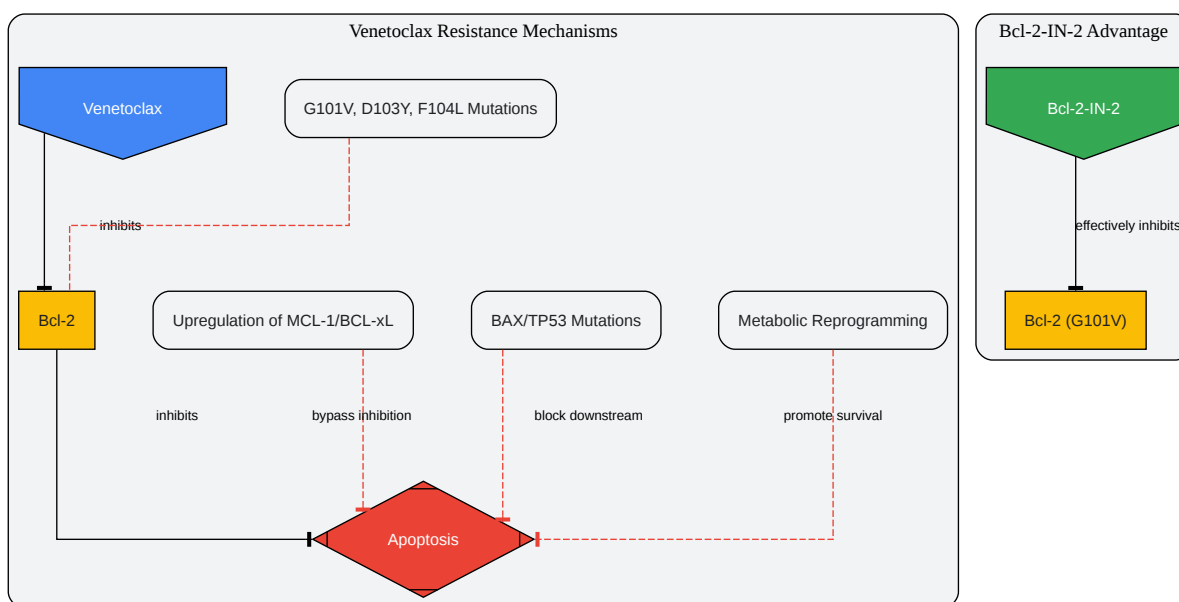 Venetoclax Resistance Mechanisms
Bcl-2-IN-2 Advantage
Venetoclax
G101V, D103Y, F104L Mutations
Bcl-2-IN-2
inhibits
effectively inhibits
Bcl-2
Upregulation of MCL-1/BCL-xL
BAX/TP53 Mutations
Metabolic Reprogramming
Bcl-2 (G101V)
inhibits
bypass inhibition
block downstream
promote survival
Apoptosis